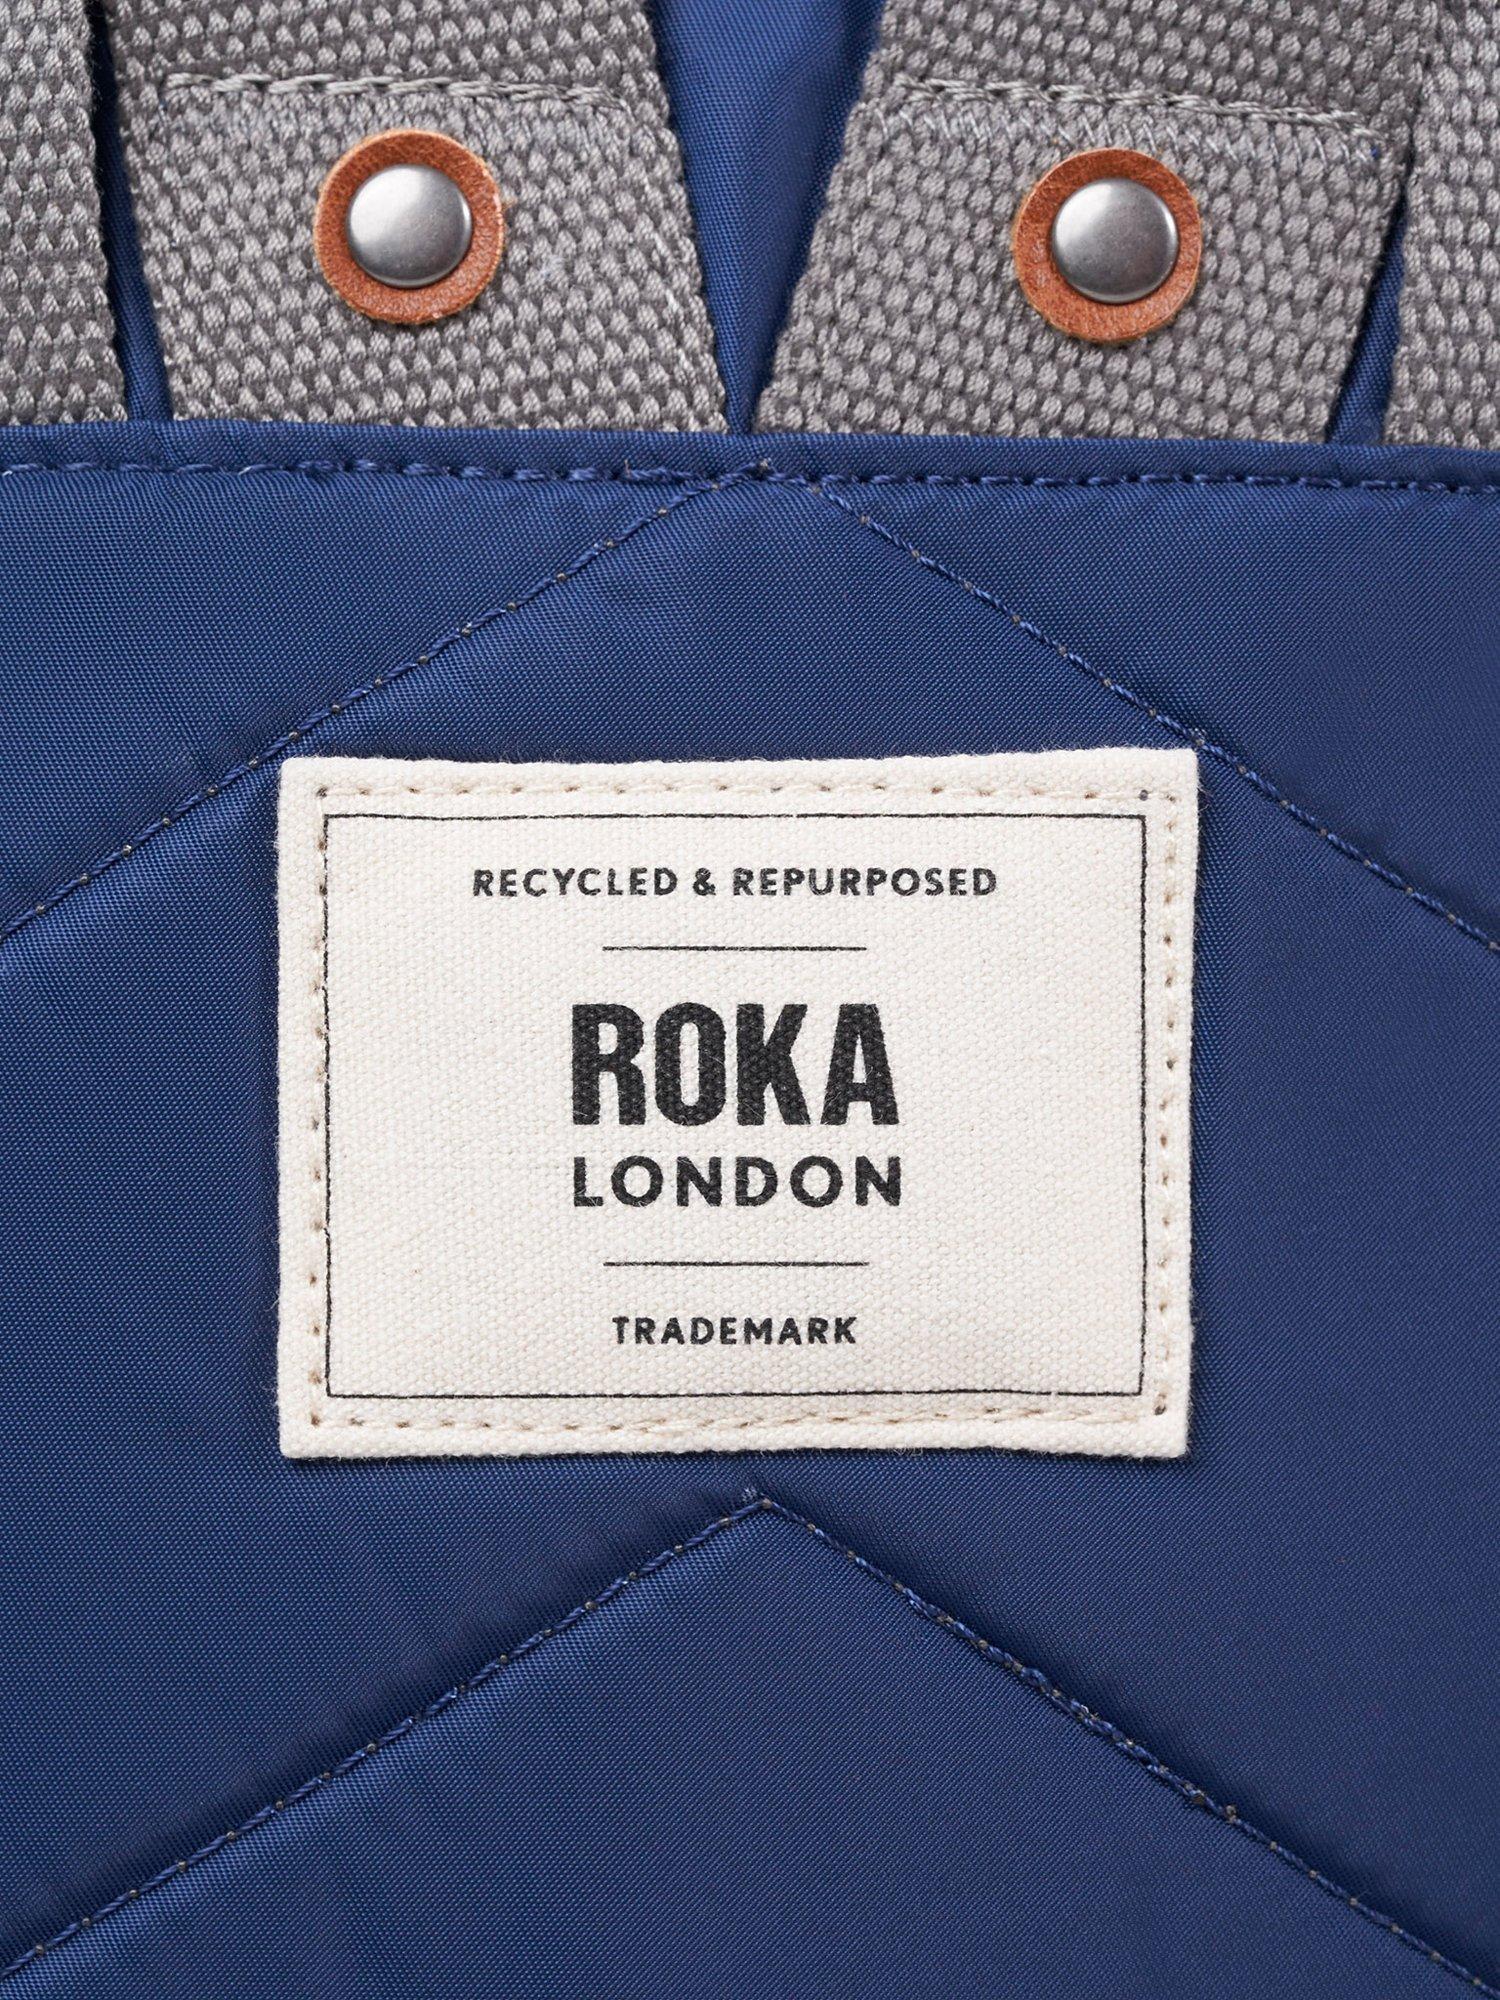 RECYCLED & REPURPOSED
ROKA
LONDON
TRADEMARK